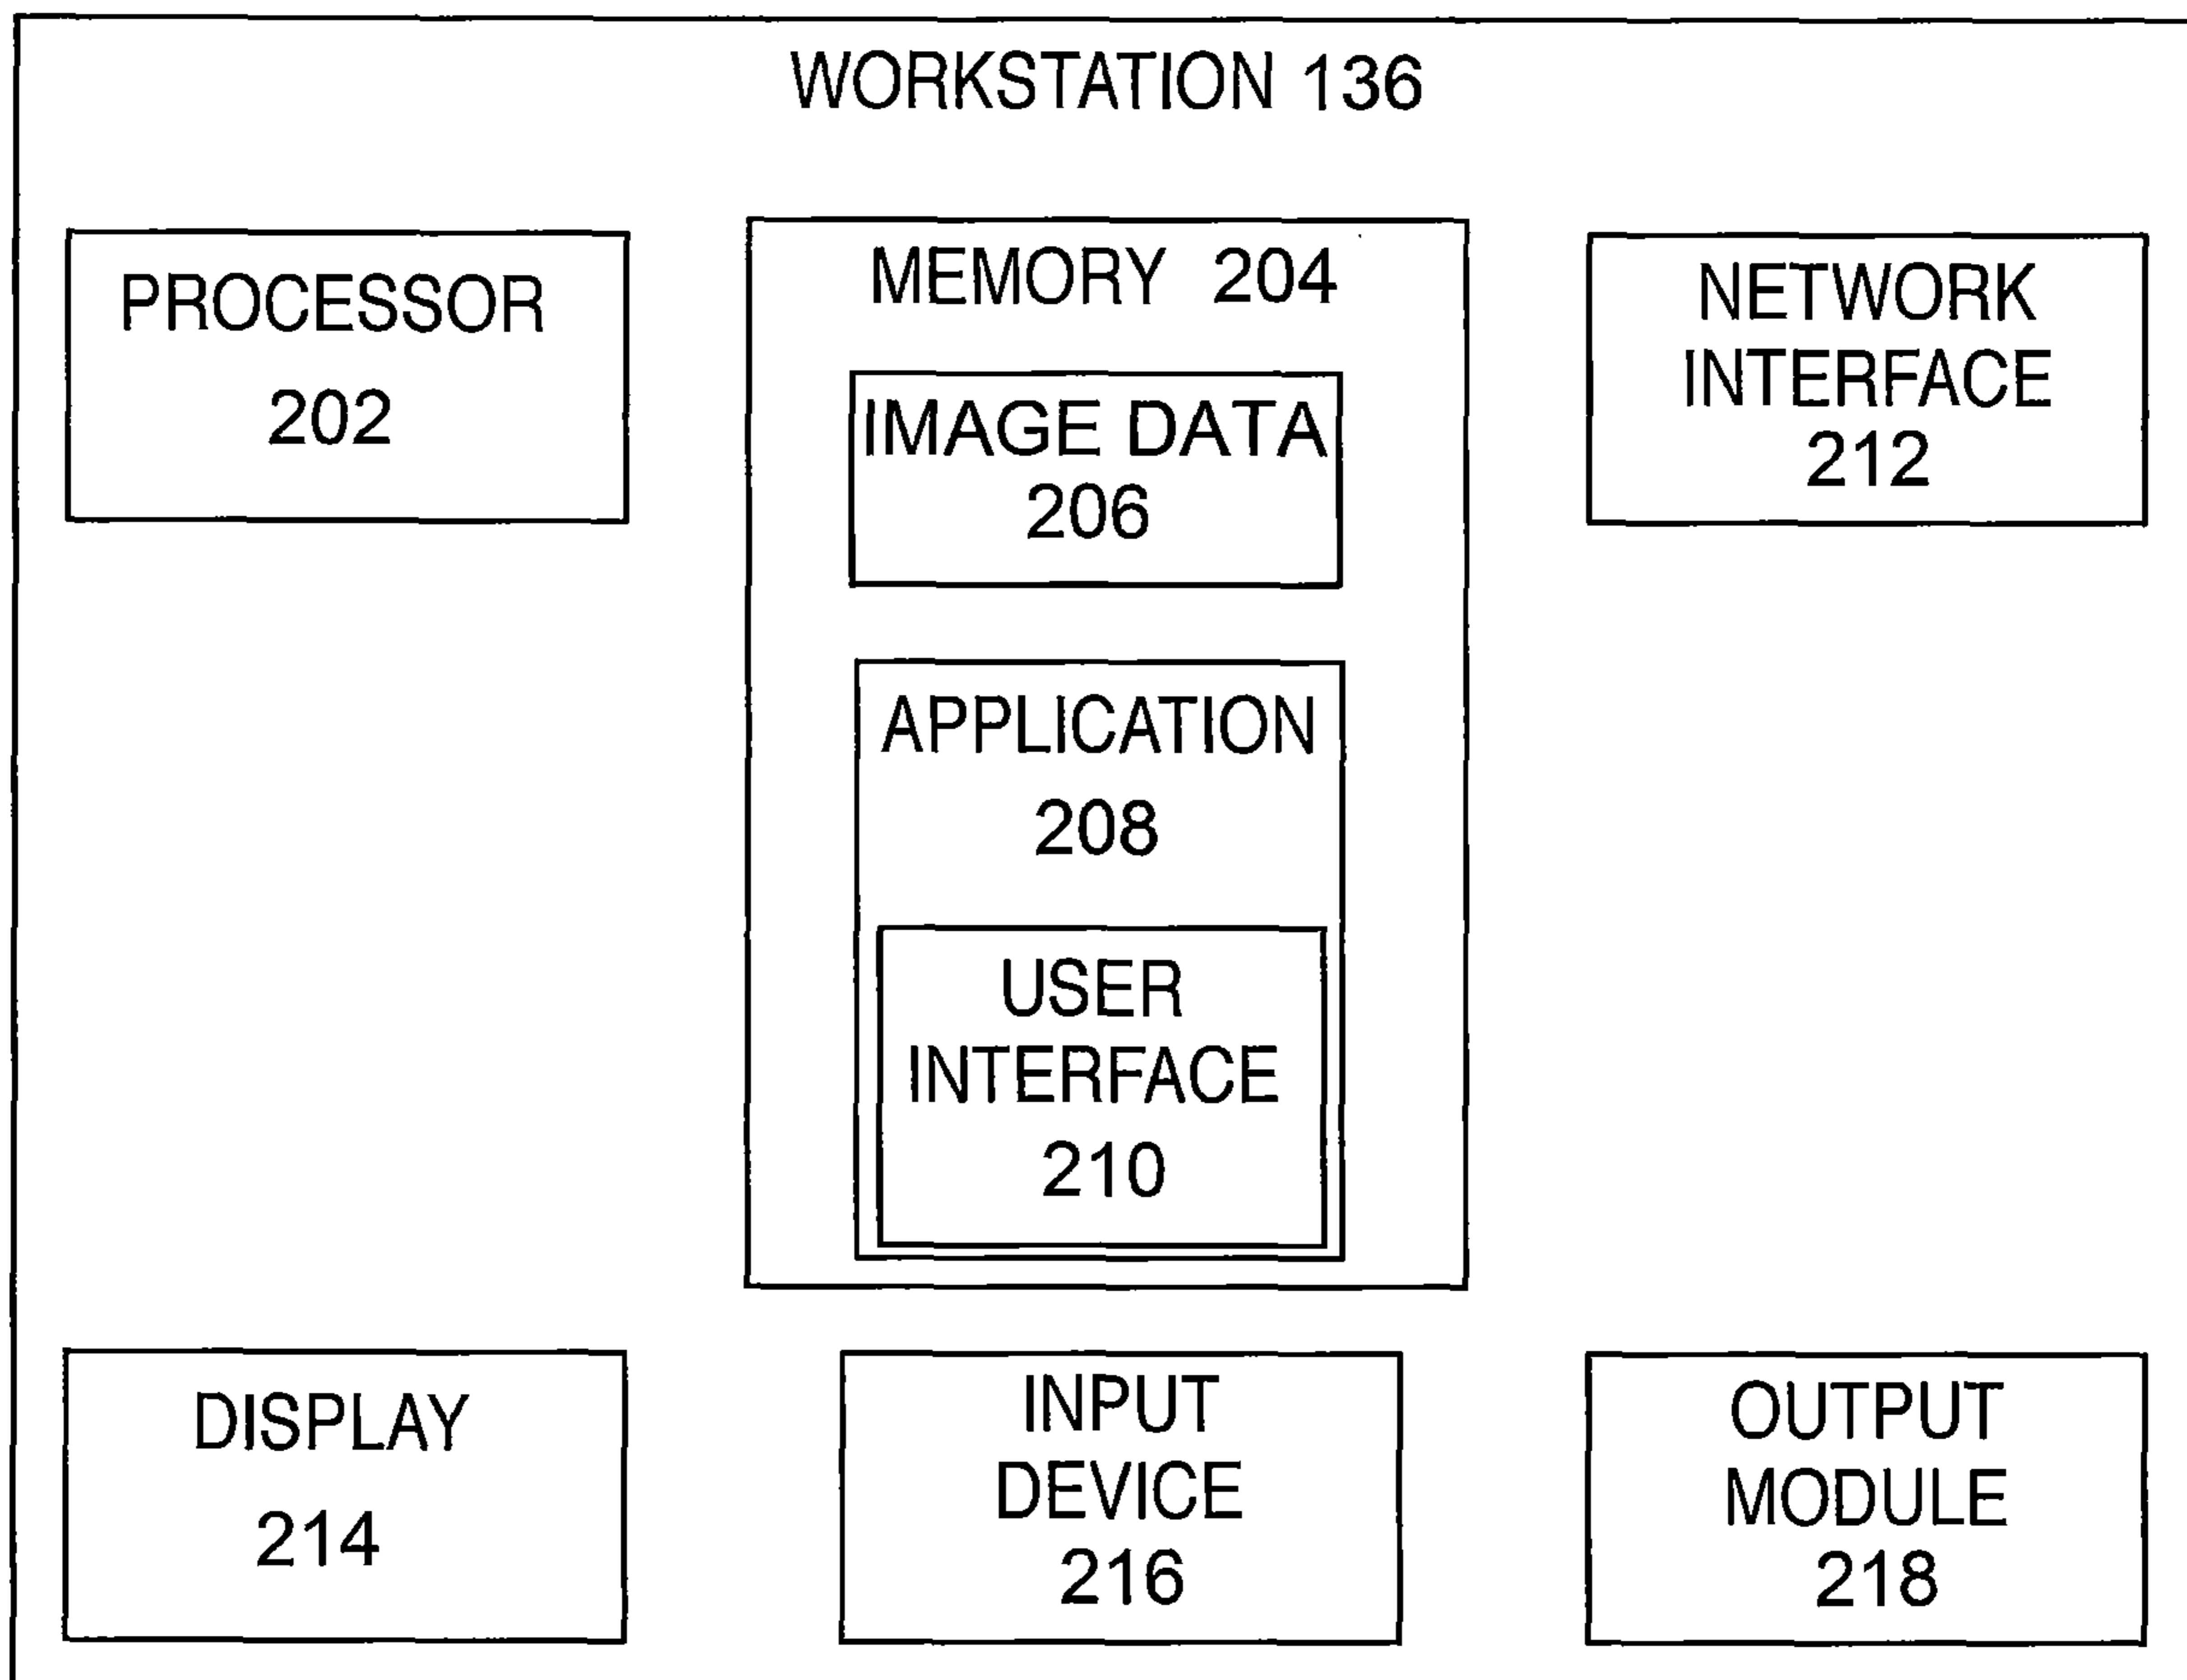 WORKSTATION 136
PROCESSOR
202
MEMORY 204
IMAGE DATA
206
APPLICATION
208
USER
INTERFACE
210
NETWORK
INTERFACE
212
DISPLAY
214
INPUT
DEVICE
216
OUTPUT
MODULE
218